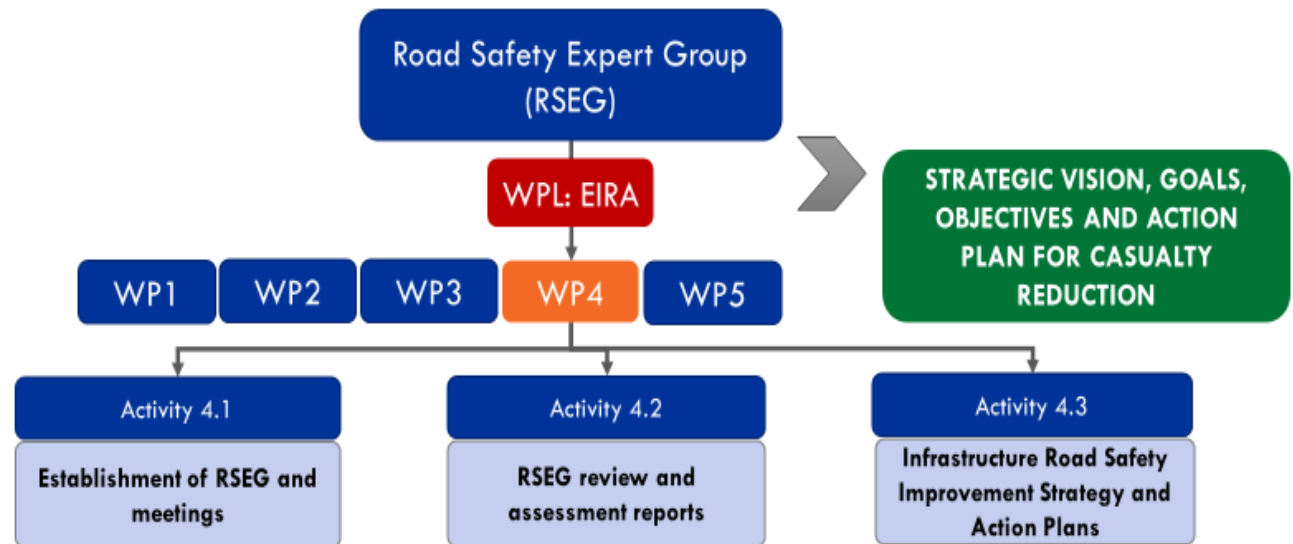 Road Safety Expert Group
(RSEG)
WPL: EIRA
STRATEGIC VISION, GOALS,
OBJECTIVES AND ACTION
PLAN FOR CASUALTY
REDUCTION
WP1
WP2
WP3
WP4
WP5
Activity 4.1
Establishment of RSEG and
meetings
Activity 4.2
RSEG review and
assessment reports
Activity 4.3
Infrastructure Road Safety
Improvement Strategy and
Action Plans